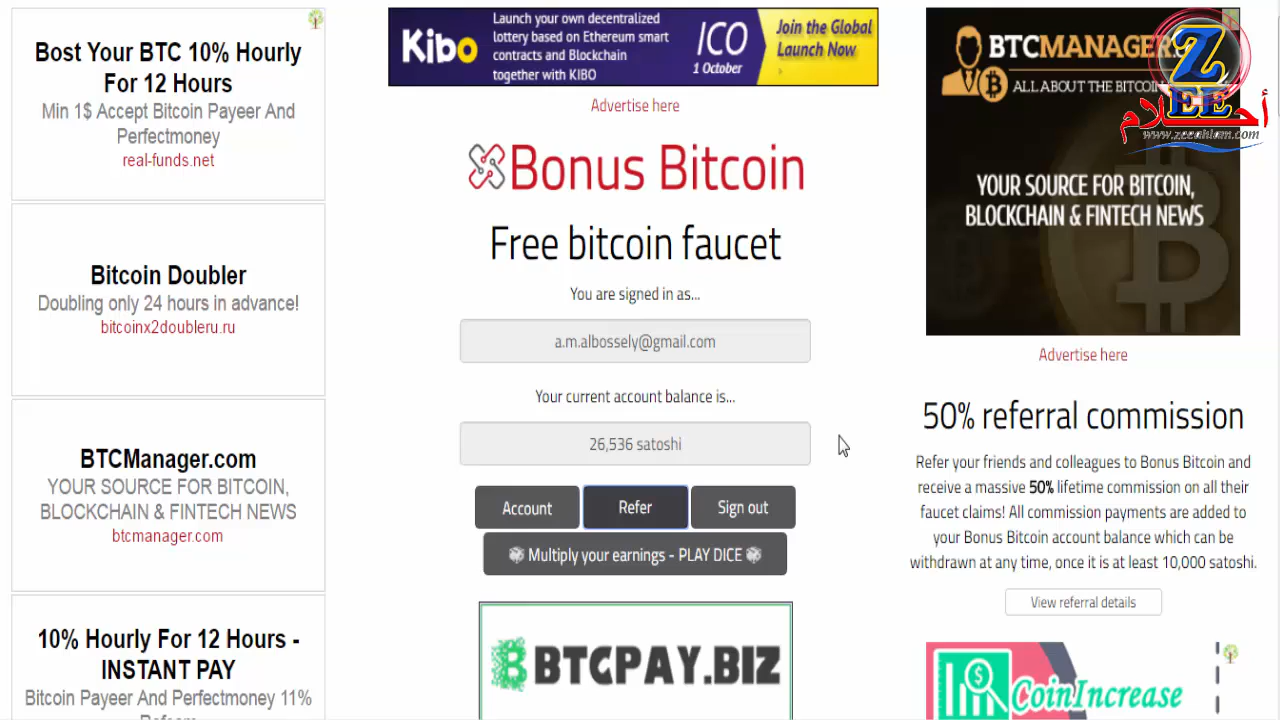 Bost Your BTC 10% Hourly
For 12 Hours
Min 1$ Accept Bitcoin Payeer And
Perfectmoney
real-funds.net
Bitcoin Doubler
Doubling only 24 hours in advance!
bitcoinx2doubleru.ru
BTCManager.com
YOUR SOURCE FOR BITCOIN,
BLOCKCHAIN & FINTECH NEWS
btcmanager.com
10% Hourly For 12 Hours -
INSTANT PAY
Bitcoin Payeer And Perfectmoney 11%
Kibo
Launch your own decentralized
lottery based on Ethereum smart
contracts and Blockchain
together with KIBO
ICO
1 October
Join the Global
Launch Now
Advertise here
Bonus Bitcoin
Free bitcoin faucet
You are signed in as...
a.m.albossely@gmail.com
Your current account balance is...
26,536 satoshi
Account
Refer
Sign out
Multiply your earnings - PLAY DICE
BTCPAY.BIZ
BTCMANAGER
ALL ABOUT THE BITCOIN
Z
EE
أحلام
www.zeeahlam.com
YOUR SOURCE FOR BITCOIN,
BLOCKCHAIN & FINTECH NEWS
Advertise here
50% referral commission
Refer your friends and colleagues to Bonus Bitcoin and
receive a massive 50% lifetime commission on all their
faucet claims! All commission payments are added to
your Bonus Bitcoin account balance which can be
withdrawn at any time, once it is at least 10,000 satoshi.
View referral details
CoinIncrease